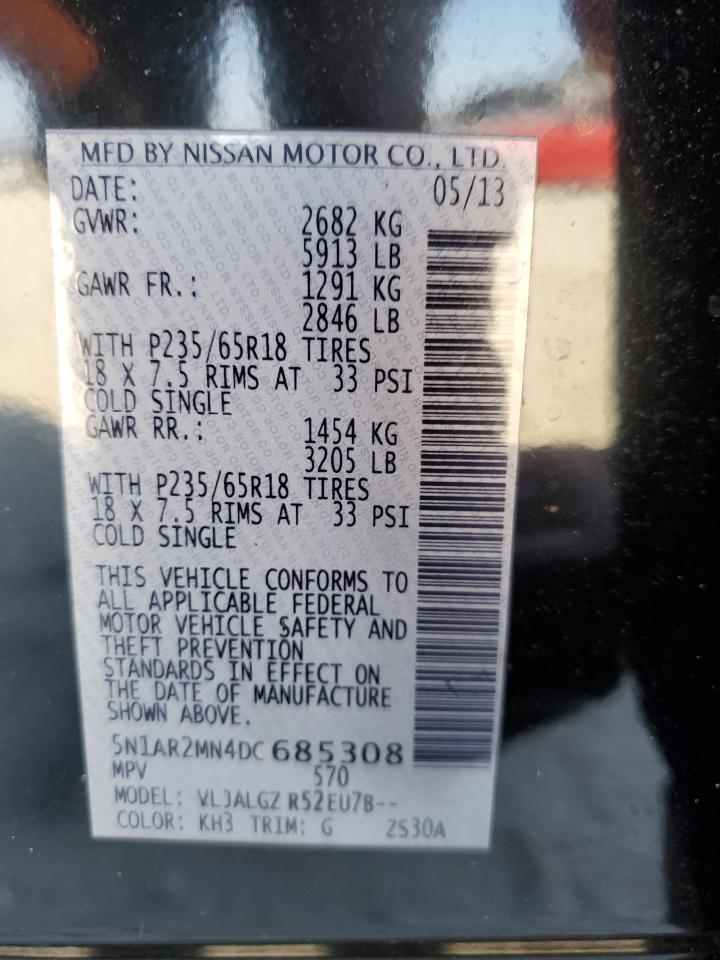 MFD BY NISSAN MOTOR CO., LTD.
DATE: 05/13
GVWR: 2682 KG
5913 LB
GAWR FR.: 1291 KG
2846 LB
WITH P235/65R18 TIRES
18 X 7.5 RIMS AT 33 PSI
COLD SINGLE
GAWR RR.: 1454 KG
3205 LB
WITH P235/65R18 TIRES
18 X 7.5 RIMS AT 33 PSI
COLD SINGLE
THIS VEHICLE CONFORMS TO
ALL APPLICABLE FEDERAL
MOTOR VEHICLE SAFETY AND
THEFT PREVENTION
STANDARDS IN EFFECT ON
THE DATE OF MANUFACTURE
SHOWN ABOVE.
5N1AR2MN4DC 685308
MPV 570
MODEL: VLJALGZ R52EU7B--
COLOR: KH3 TRIM: G ZS30A